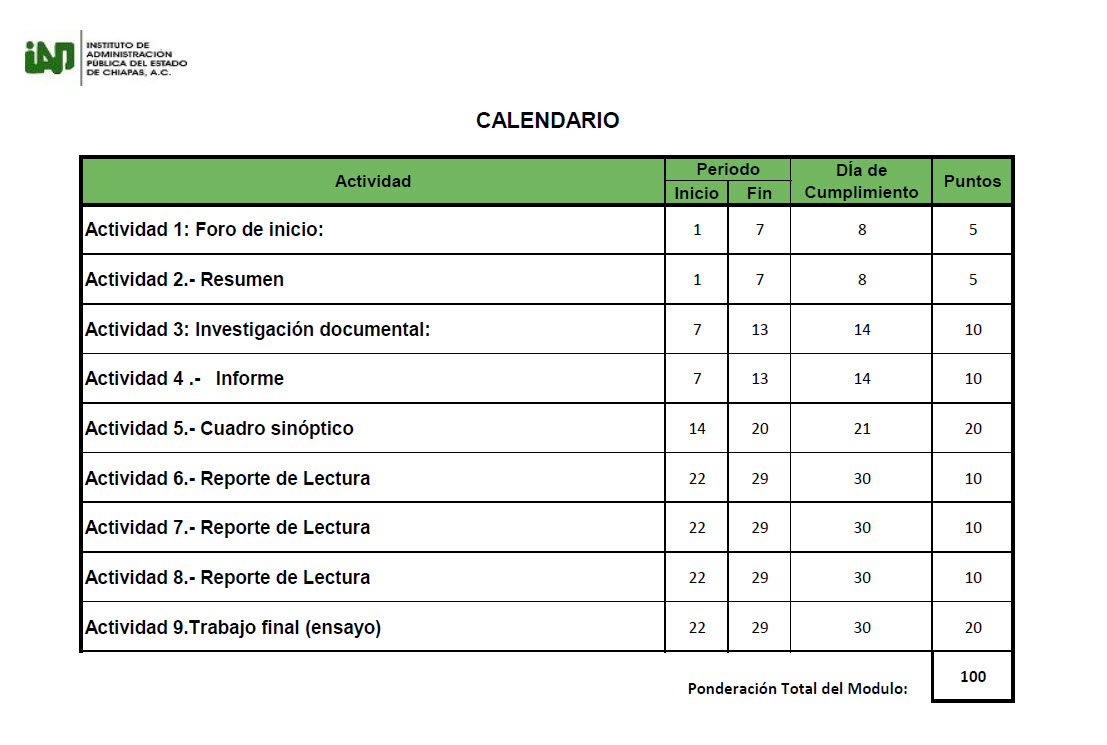 INSTITUTO DE
ADMINISTRACIÓN
PÚBLICA DEL ESTADO
DE CHIAPAS, A.C.
CALENDARIO
Actividad Periodo Día de Cumplimiento Puntos
Inicio Fin
Actividad 1: Foro de inicio: 1 7 8 5
Actividad 2.- Resumen 1 7 8 5
Actividad 3: Investigación documental: 7 13 14 10
Actividad 4 .- Informe 7 13 14 10
Actividad 5.- Cuadro sinóptico 14 20 21 20
Actividad 6.- Reporte de Lectura 22 29 30 10
Actividad 7.- Reporte de Lectura 22 29 30 10
Actividad 8.- Reporte de Lectura 22 29 30 10
Actividad 9.Trabajo final (ensayo) 22 29 30 20
Ponderación Total del Modulo: 100